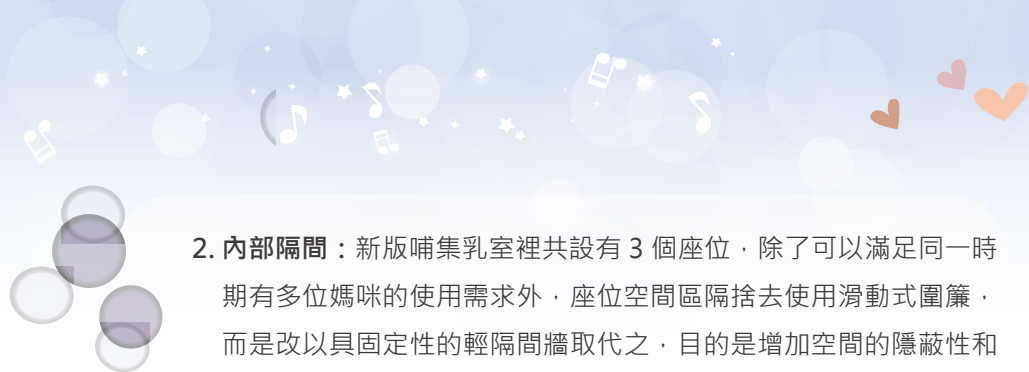 2. 內部隔間：新版哺集乳室裡共設有 3 個座位，除了可以滿足同一時
期有多位媽咪的使用需求外，座位空間區隔捨去使用滑動式圍簾，
而是改以具固定性的輕隔間牆取代之，目的是增加空間的隱蔽性和